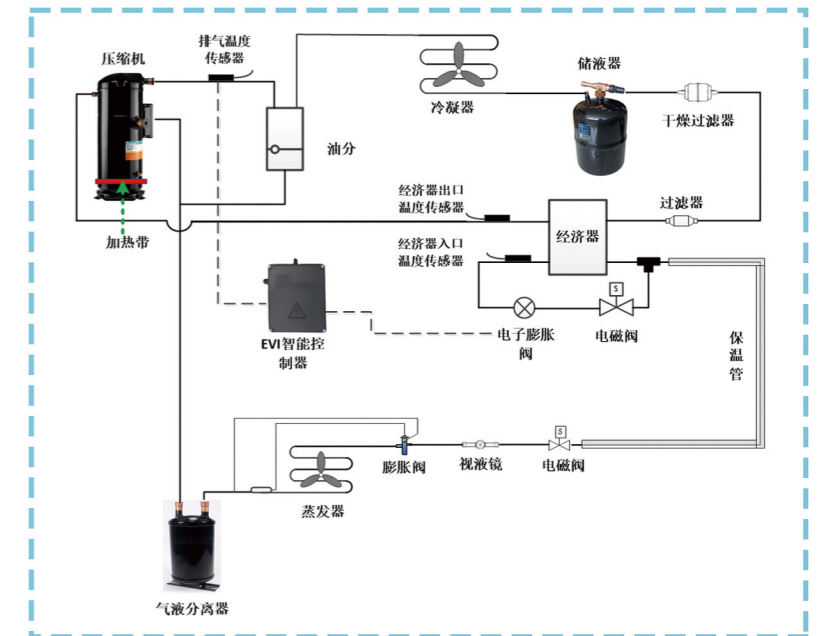 排气温度
传感器
压缩机
储液器
冷凝器
干燥过滤器
油分
经济器出口
温度传感器
过滤器
经济器
经济器入口
温度传感器
加热带
S
电子膨胀
阀
电磁阀
保
温
管
EVI智能控
制器
S
膨胀阀
视液镜
电磁阀
蒸发器
气液分离器